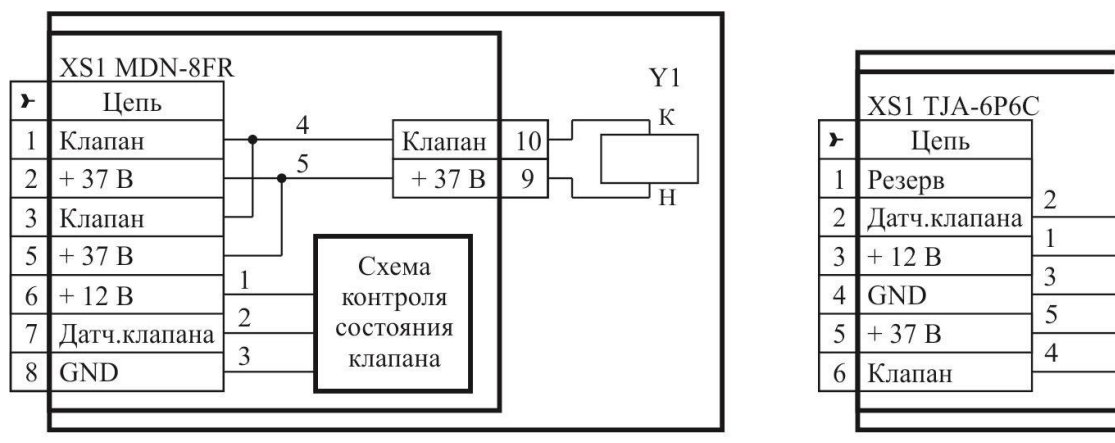 XS1 MDN-8FR
Цепь
1 Клапан
2 + 37 В
3 Клапан
5 + 37 В
6 + 12 В
7 Датч.клапана
8 GND
4
5
1
2
3
Клапан 10
+ 37 В 9
Схема
контроля
состояния
клапана
Y1
К
Н
XS1 TJA-6P6C
Цепь
1 Резерв
2 Датч.клапана
3 + 12 В
4 GND
5 + 37 В
6 Клапан
2
1
3
5
4